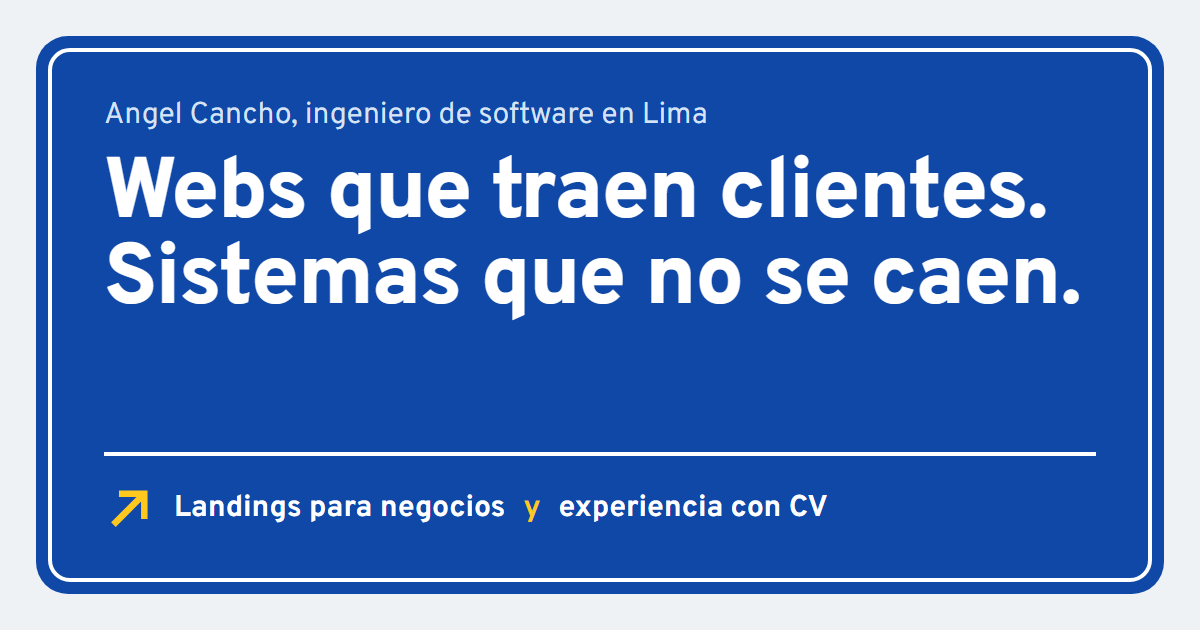 Angel Cancho, ingeniero de software en Lima
Webs que traen clientes.
Sistemas que no se caen.
Landings para negocios y experiencia con CV